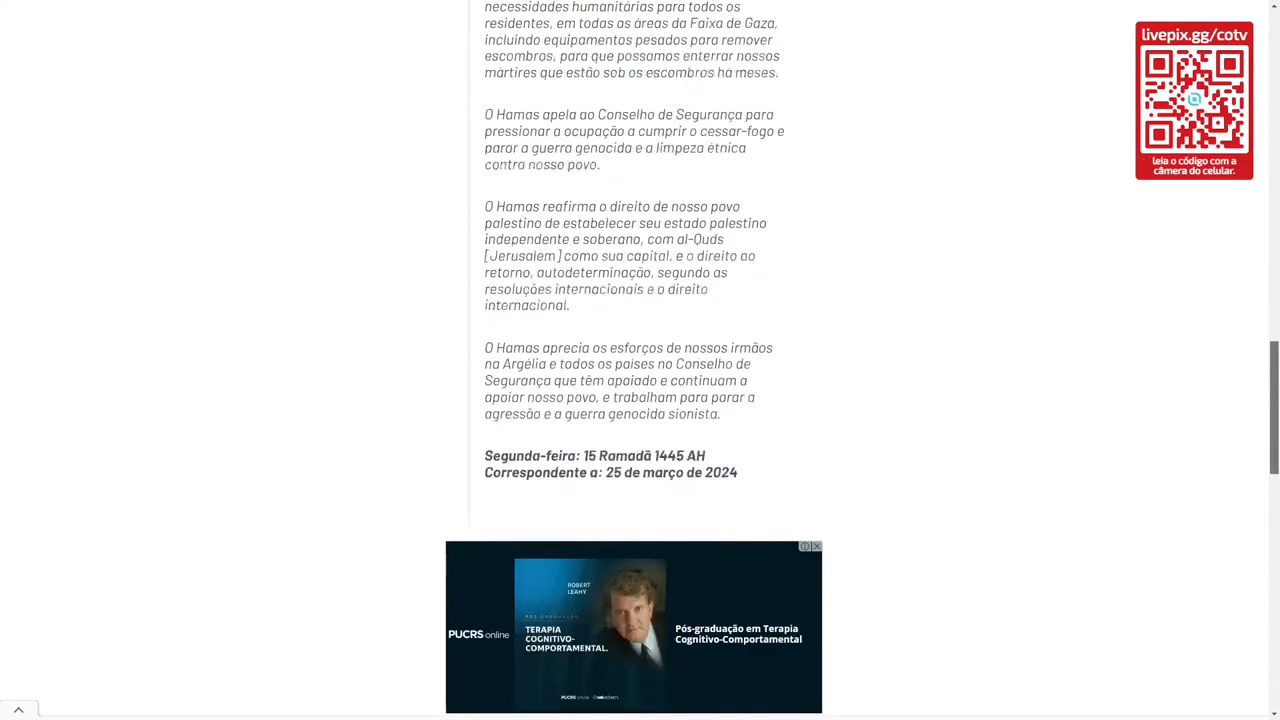 necessidades humanitárias para todos os
residentes, em todas as áreas da Faixa de Gaza,
incluindo equipamentos pesados para remover
escombros, para que possamos enterrar nossos
mártires que estão sob os escombros há meses.
O Hamas apela ao Conselho de Segurança para
pressionar a ocupação a cumprir o cessar-fogo e
parar a guerra genocida e a limpeza étnica
contra nosso povo.
O Hamas reafirma o direito de nosso povo
palestino de estabelecer seu estado palestino
independente e soberano, com al-Quds
[Jerusalém] como sua capital, e o direito ao
retorno, autodeterminação, segundo as
resoluções internacionais e o direito
internacional.
O Hamas aprecia os esforços de nossos irmãos
na Argélia e todos os países no Conselho de
Segurança que têm apoiado e continuam a
apoiar nosso povo, e trabalham para parar a
agressão e a guerra genocida sionista.
Segunda-feira: 15 Ramadã 1445 AH
Correspondente a: 25 de março de 2024
livepix.gg/cotv
leia o código com a
câmera do celular.
PUCRS online
ROBERT
LEAHY
PÓS-GRADUAÇÃO
TERAPIA
COGNITIVO-
COMPORTAMENTAL.
PUCRS online
Pós-graduação em Terapia
Cognitivo-Comportamental